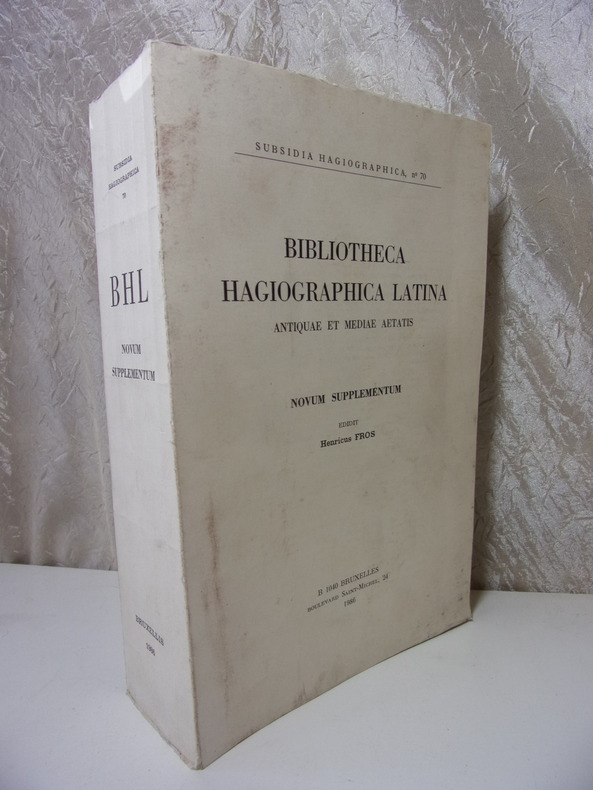 SUBSIDIA
HAGIOGRAPHICA
70
BHL
NOVUM
SUPPLEMENTUM
BRUXELLIS
1986
SUBSIDIA HAGIOGRAPHICA, nº 70
BIBLIOTHECA
HAGIOGRAPHICA LATINA
ANTIQUAE ET MEDIAE AETATIS
NOVUM SUPPLEMENTUM
EDIDIT
Henricus FROS
B 1040 BRUXELLES
BOULEVARD SAINT-MICHEL, 24
1986